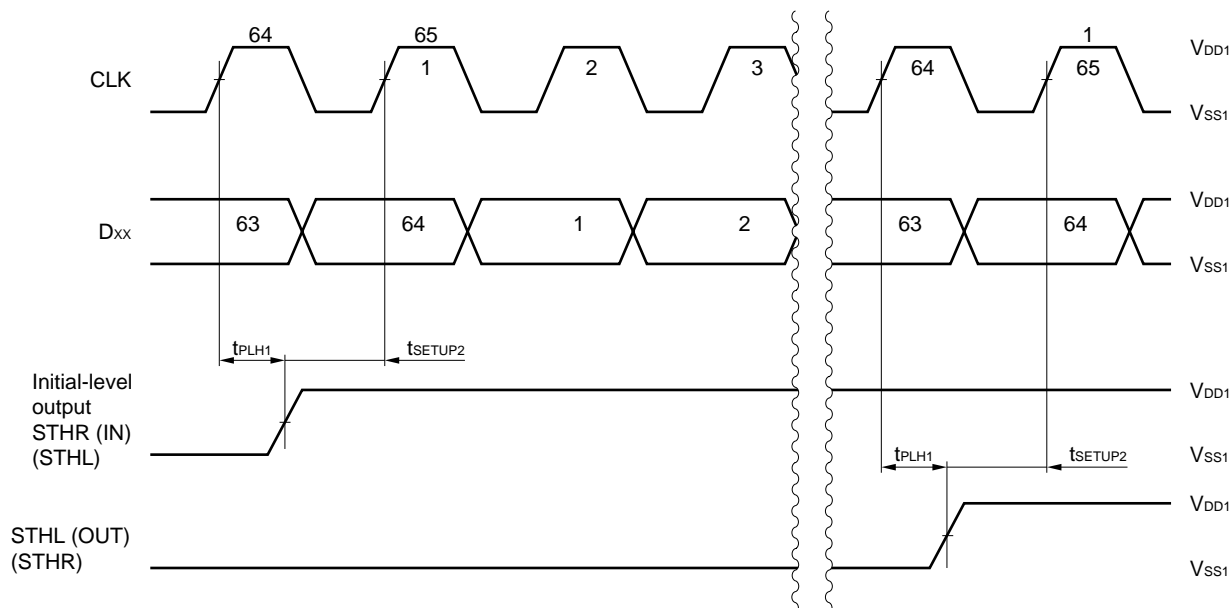 64
65
1
2
3
64
1
65
CLK
VDD1
VSS1
DXX
63
64
1
2
63
64
VDD1
VSS1
tPLH1
tSETUP2
Initial-level
output
STHR (IN)
(STHL)
VDD1
VSS1
tPLH1
tSETUP2
STHL (OUT)
(STHR)
VDD1
VSS1